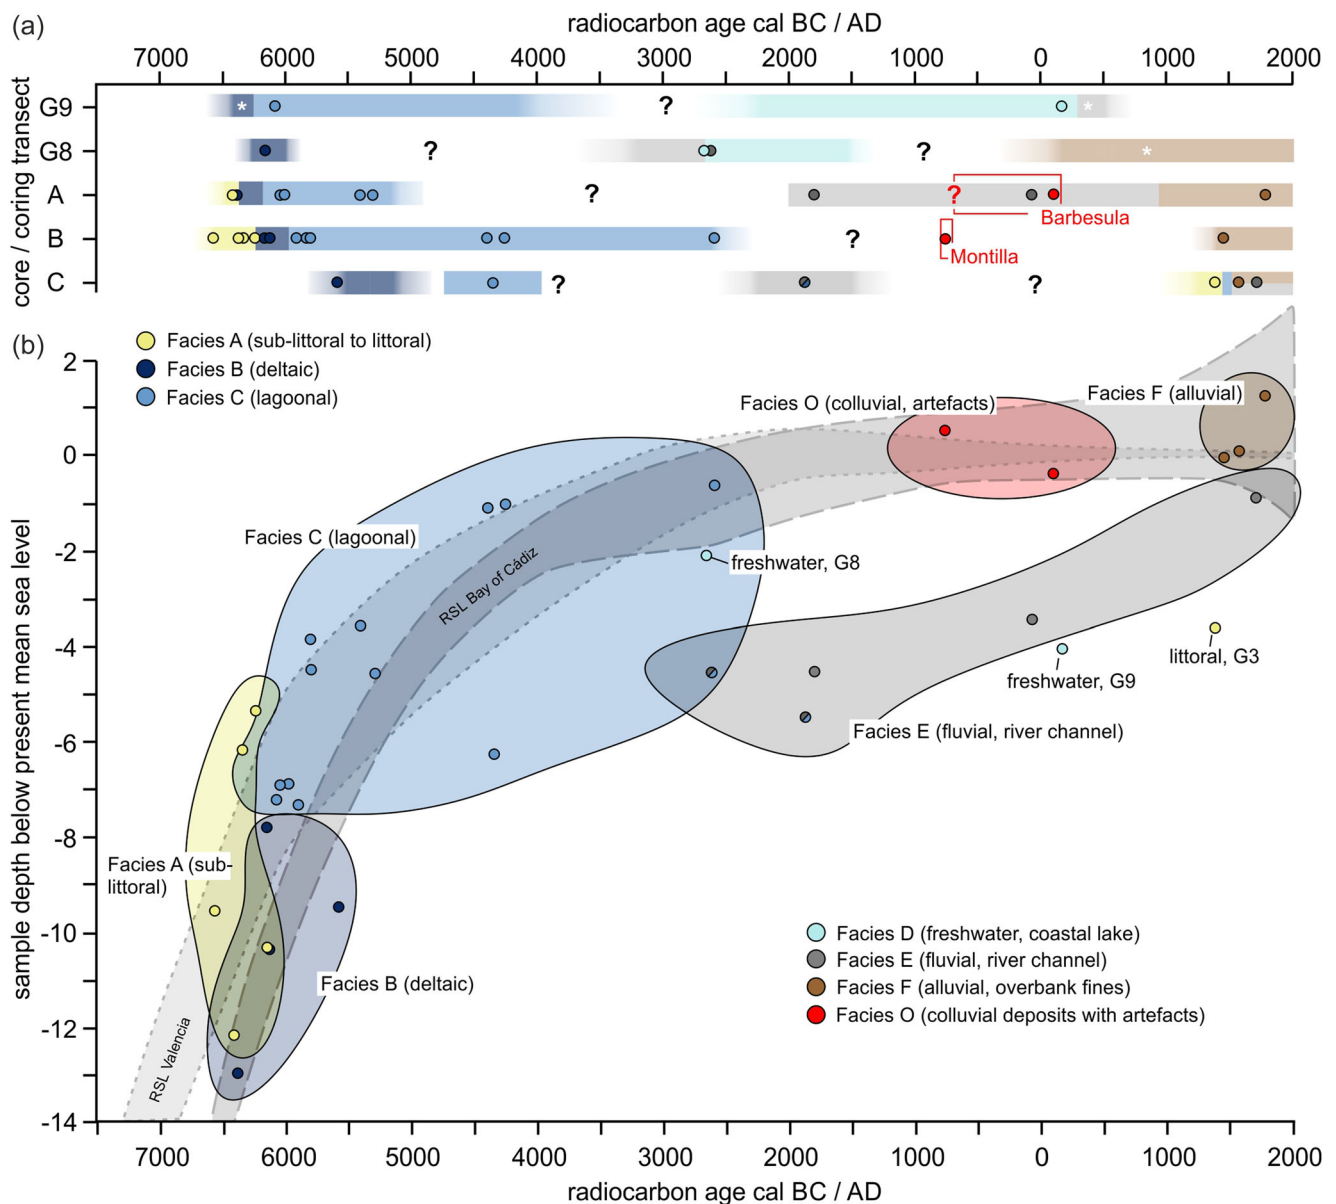 (a)
radiocarbon age cal BC / AD
7000 6000 5000 4000 3000 2000 1000 0 1000 2000
core / coring transect
G9 * ? *
G8 ? ? *
A ? ?
Barbesula
B ?
Montilla
C ? ?
(b)
Facies A (sub-littoral to littoral)
Facies B (deltaic)
Facies C (lagoonal)
sample depth below present mean sea level
2
0
-2
-4
-6
-8
-10
-12
-14
Facies O (colluvial, artefacts)
Facies F (alluvial)
Facies C (lagoonal)
RSL Bay of Cádiz
freshwater, G8
littoral, G3
freshwater, G9
Facies E (fluvial, river channel)
Facies A (sub-
littoral)
Facies B (deltaic)
RSL Valencia
Facies D (freshwater, coastal lake)
Facies E (fluvial, river channel)
Facies F (alluvial, overbank fines)
Facies O (colluvial deposits with artefacts)
7000 6000 5000 4000 3000 2000 1000 0 1000 2000
radiocarbon age cal BC / AD